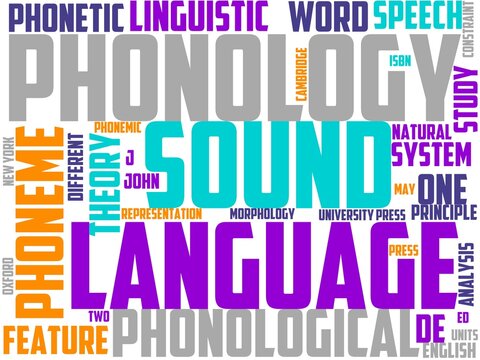 PHONETIC LINGUISTIC WORD SPEECH
CONSTRAINT
PHONOLOGY
CAMBRIDGE
ISBN
STUDY
NEW YORK
PHONEME
DIFFERENT
PHONEMIC
THEORY
J
JOHN
SOUND
NATURAL
SYSTEM
MAY
ONE
REPRESENTATION
MORPHOLOGY
UNIVERSITY PRESS
PRINCIPLE
OXFORD
LANGUAGE
PRESS
ANALYSIS
TWO
FEATURE
PHONOLOGICAL
DE
ED
UNITS
ENGLISH